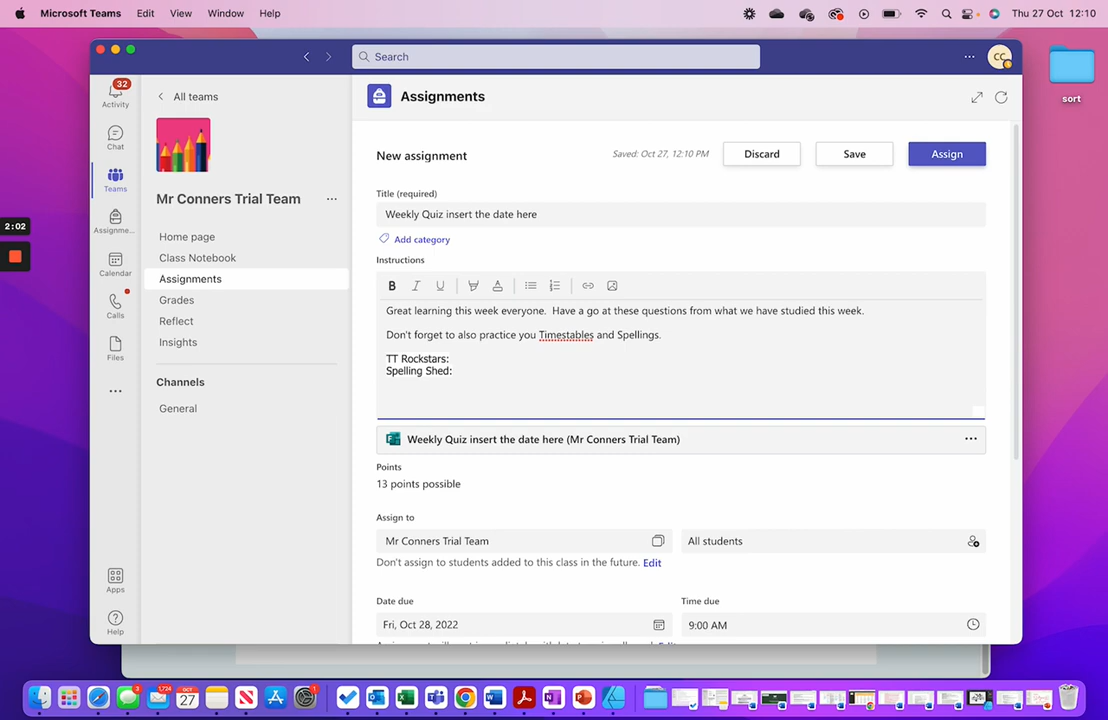 Microsoft Teams Edit View Window Help Thu 27 Oct 12:10
Search
CC
sort
32
Activity
Chat
Teams
Assignme...
Calendar
Calls
Files
Apps
Help
2:02
All teams
Mr Conners Trial Team
Home page
Class Notebook
Assignments
Grades
Reflect
Insights
Channels
General
Assignments
New assignment
Saved: Oct 27, 12:10 PM
Discard
Save
Assign
Title (required)
Weekly Quiz insert the date here
Add category
Instructions
B I U A
Great learning this week everyone. Have a go at these questions from what we have studied this week.
Don't forget to also practice you Timestables and Spellings.
TT Rockstars:
Spelling Shed:
Weekly Quiz insert the date here (Mr Conners Trial Team)
Points
13 points possible
Assign to
Mr Conners Trial Team
All students
Don't assign to students added to this class in the future. Edit
Date due
Time due
Fri, Oct 28, 2022
9:00 AM
3
1,724
OCT
27
1